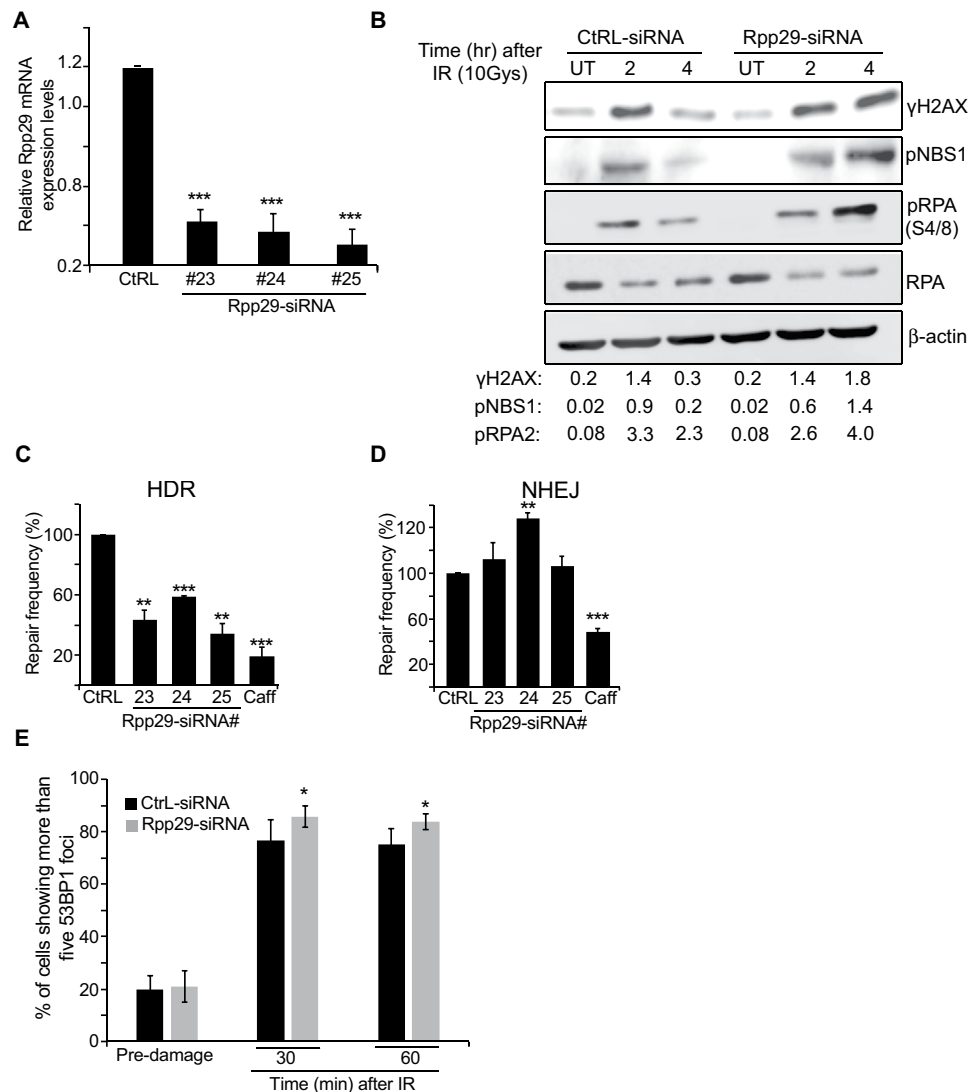 A
Relative Rpp29 mRNA
expression levels
1.2
1.0
0.8
0.2
***
***
***
CtRL
#23
#24
#25
Rpp29-siRNA
B
Time (hr) after
IR (10Gys)
CtRL-siRNA
Rpp29-siRNA
UT 2 4 UT 2 4
γH2AX
pNBS1
pRPA
(S4/8)
RPA
β-actin
γH2AX: 0.2 1.4 0.3 0.2 1.4 1.8
pNBS1: 0.02 0.9 0.2 0.02 0.6 1.4
pRPA2: 0.08 3.3 2.3 0.08 2.6 4.0
C
HDR
Repair frequency (%)
100
60
20
**
***
**
***
CtRL 23 24 25 Caff
Rpp29-siRNA#
D
NHEJ
Repair frequency (%)
120
100
60
20
**
***
CtRL 23 24 25 Caff
Rpp29-siRNA#
E
% of cells showing more than
five 53BP1 foci
100
80
60
40
20
0
CtrL-siRNA
Rpp29-siRNA
*
*
Pre-damage
30
60
Time (min) after IR